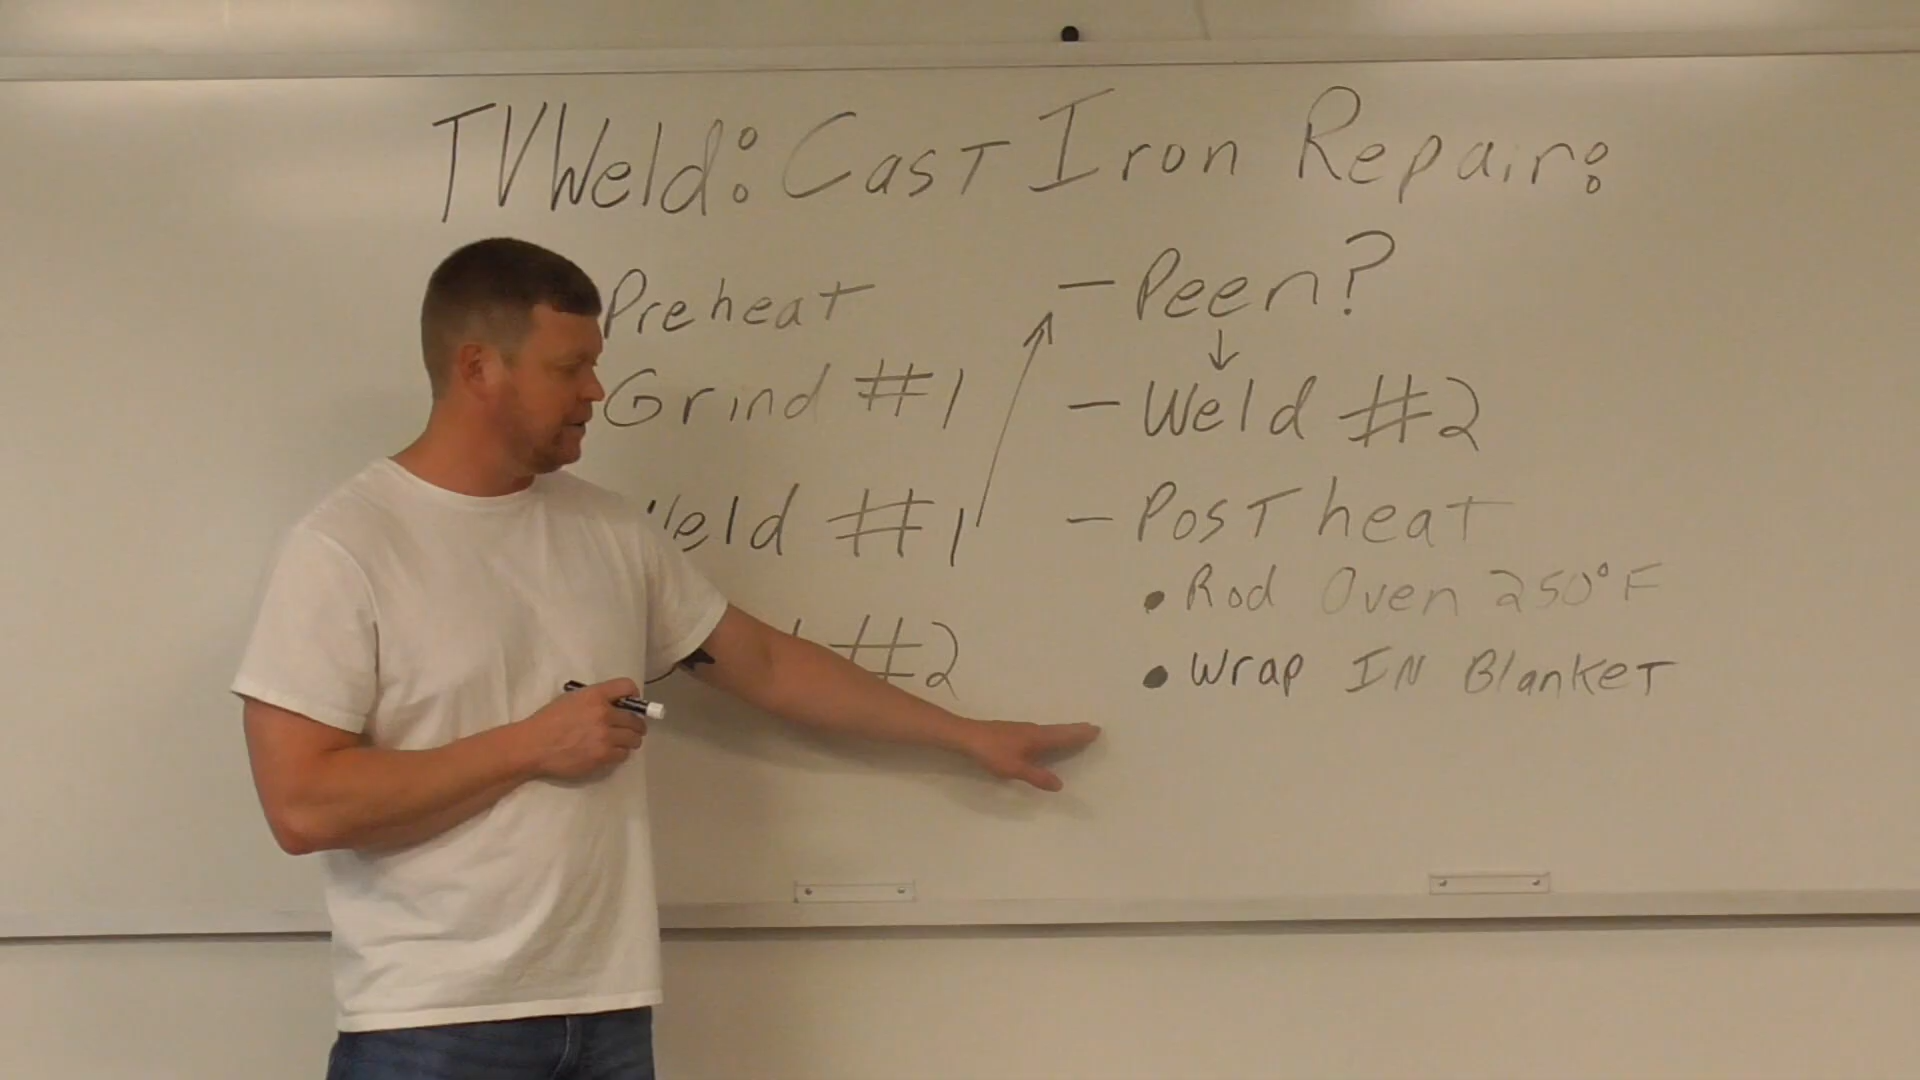 TVWeld: Cast Iron Repair:
Preheat
Grind #1
Weld #1
#2
- Peen?
↓
- Weld #2
- Post heat
• Rod Oven 250°F
• Wrap IN Blanket